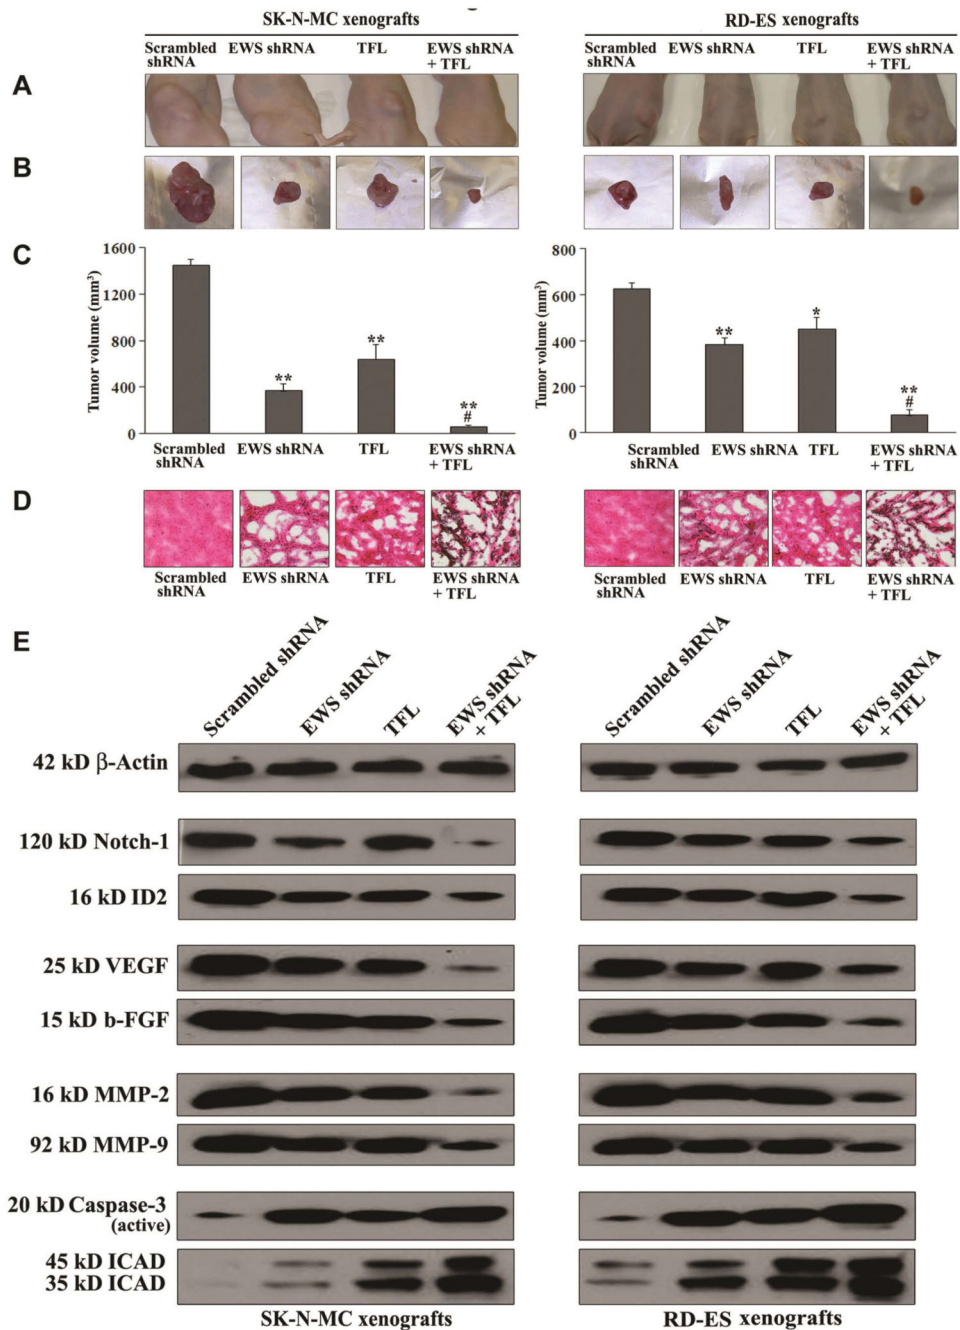 SK-N-MC xenografts
RD-ES xenografts
Scrambled shRNA
EWS shRNA
TFL
EWS shRNA + TFL
Scrambled shRNA
EWS shRNA
TFL
EWS shRNA + TFL
A
B
C
Tumor volume (mm³)
1600
1200
800
400
0
**
**
**
#
Scrambled shRNA
EWS shRNA
TFL
EWS shRNA + TFL
Tumor volume (mm³)
800
600
400
200
0
**
*
**
#
Scrambled shRNA
EWS shRNA
TFL
EWS shRNA + TFL
D
Scrambled shRNA
EWS shRNA
TFL
EWS shRNA + TFL
Scrambled shRNA
EWS shRNA
TFL
EWS shRNA + TFL
E
Scrambled shRNA
EWS shRNA
TFL
EWS shRNA + TFL
Scrambled shRNA
EWS shRNA
TFL
EWS shRNA + TFL
42 kD β-Actin
120 kD Notch-1
16 kD ID2
25 kD VEGF
15 kD b-FGF
16 kD MMP-2
92 kD MMP-9
20 kD Caspase-3
(active)
45 kD ICAD
35 kD ICAD
SK-N-MC xenografts
RD-ES xenografts